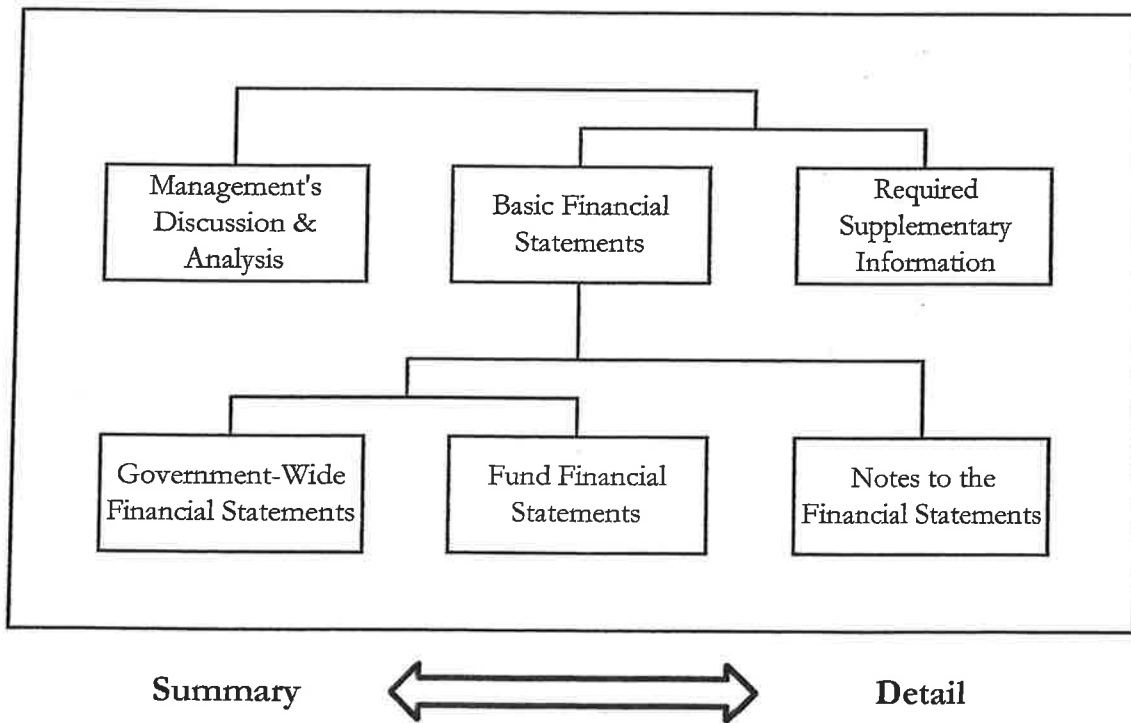 Management's
Discussion &
Analysis
Basic Financial
Statements
Required
Supplementary
Information
Government-Wide
Financial Statements
Fund Financial
Statements
Notes to the
Financial Statements
Summary
Detail